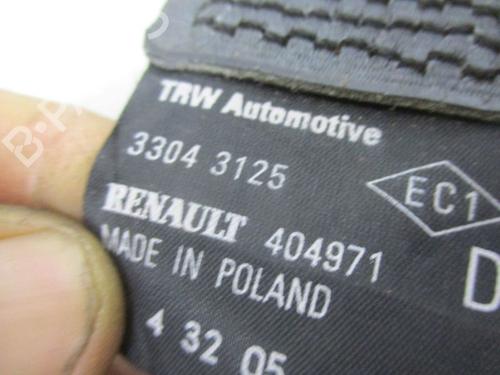 TRW Automotive
3304 3125
EC1
RENAULT 404971
D
MADE IN POLAND
4 32 05